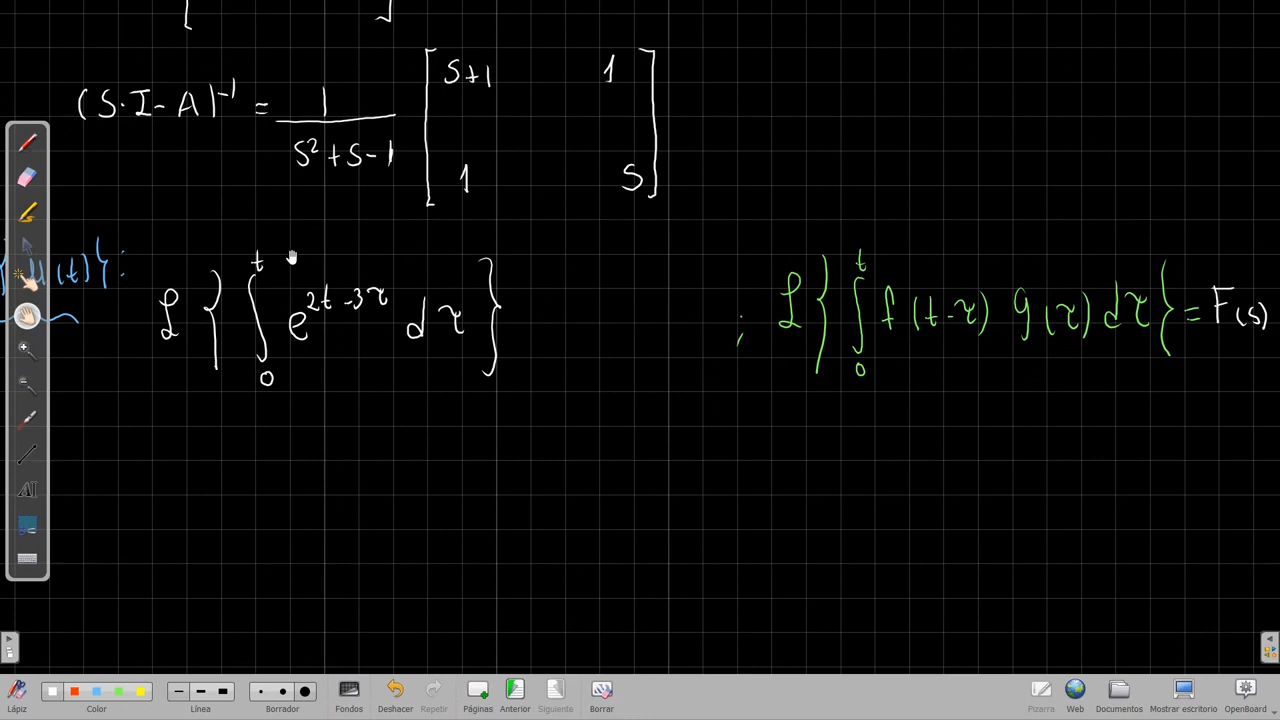 (S·I-A)⁻¹ = 1/(S²+S-1) [S+1 1; 1 S]
{u(t)}:
ℒ{∫₀ᵗ e^(2t-3τ) dτ}
; ℒ{∫₀ᵗ f(t-τ) g(τ) dτ} = F(s)
Lápiz
Color
Línea
Borrador
Fondos
Deshacer
Repetir
Páginas
Anterior
Siguiente
Borrar
Pizarra
Web
Documentos
Mostrar escritorio
OpenBoard